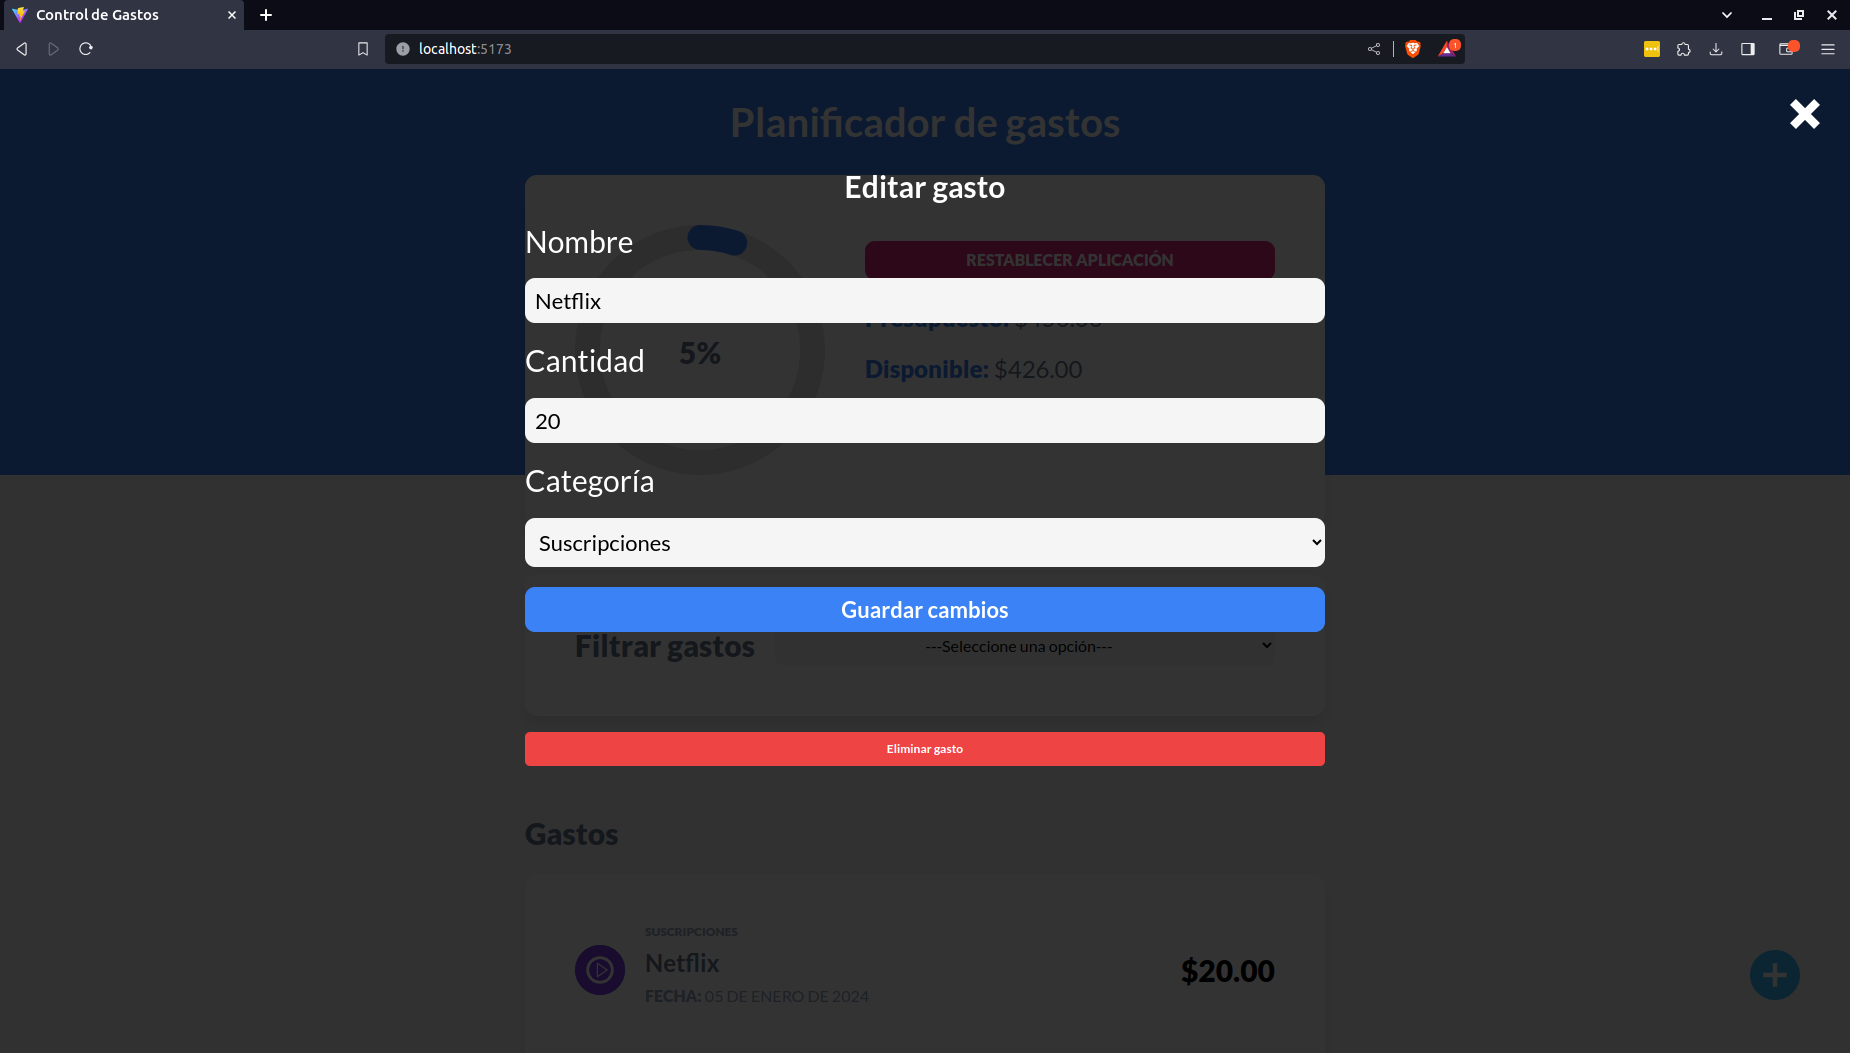 Control de Gastos
localhost:5173
1
Planificador de gastos
Editar gasto
Nombre
RESTABLECER APLICACIÓN
Netflix
Presupuesto:
5%
Cantidad
Disponible: $426.00
20
Categoría
Suscripciones
Guardar cambios
Filtrar gastos
---Seleccione una opción---
Eliminar gasto
Gastos
SUSCRIPCIONES
Netflix
$20.00
FECHA: 05 DE ENERO DE 2024